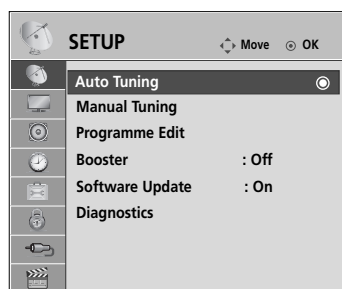 SETUP Move OK
Auto Tuning
Manual Tuning
Programme Edit
Booster : Off
Software Update : On
Diagnostics